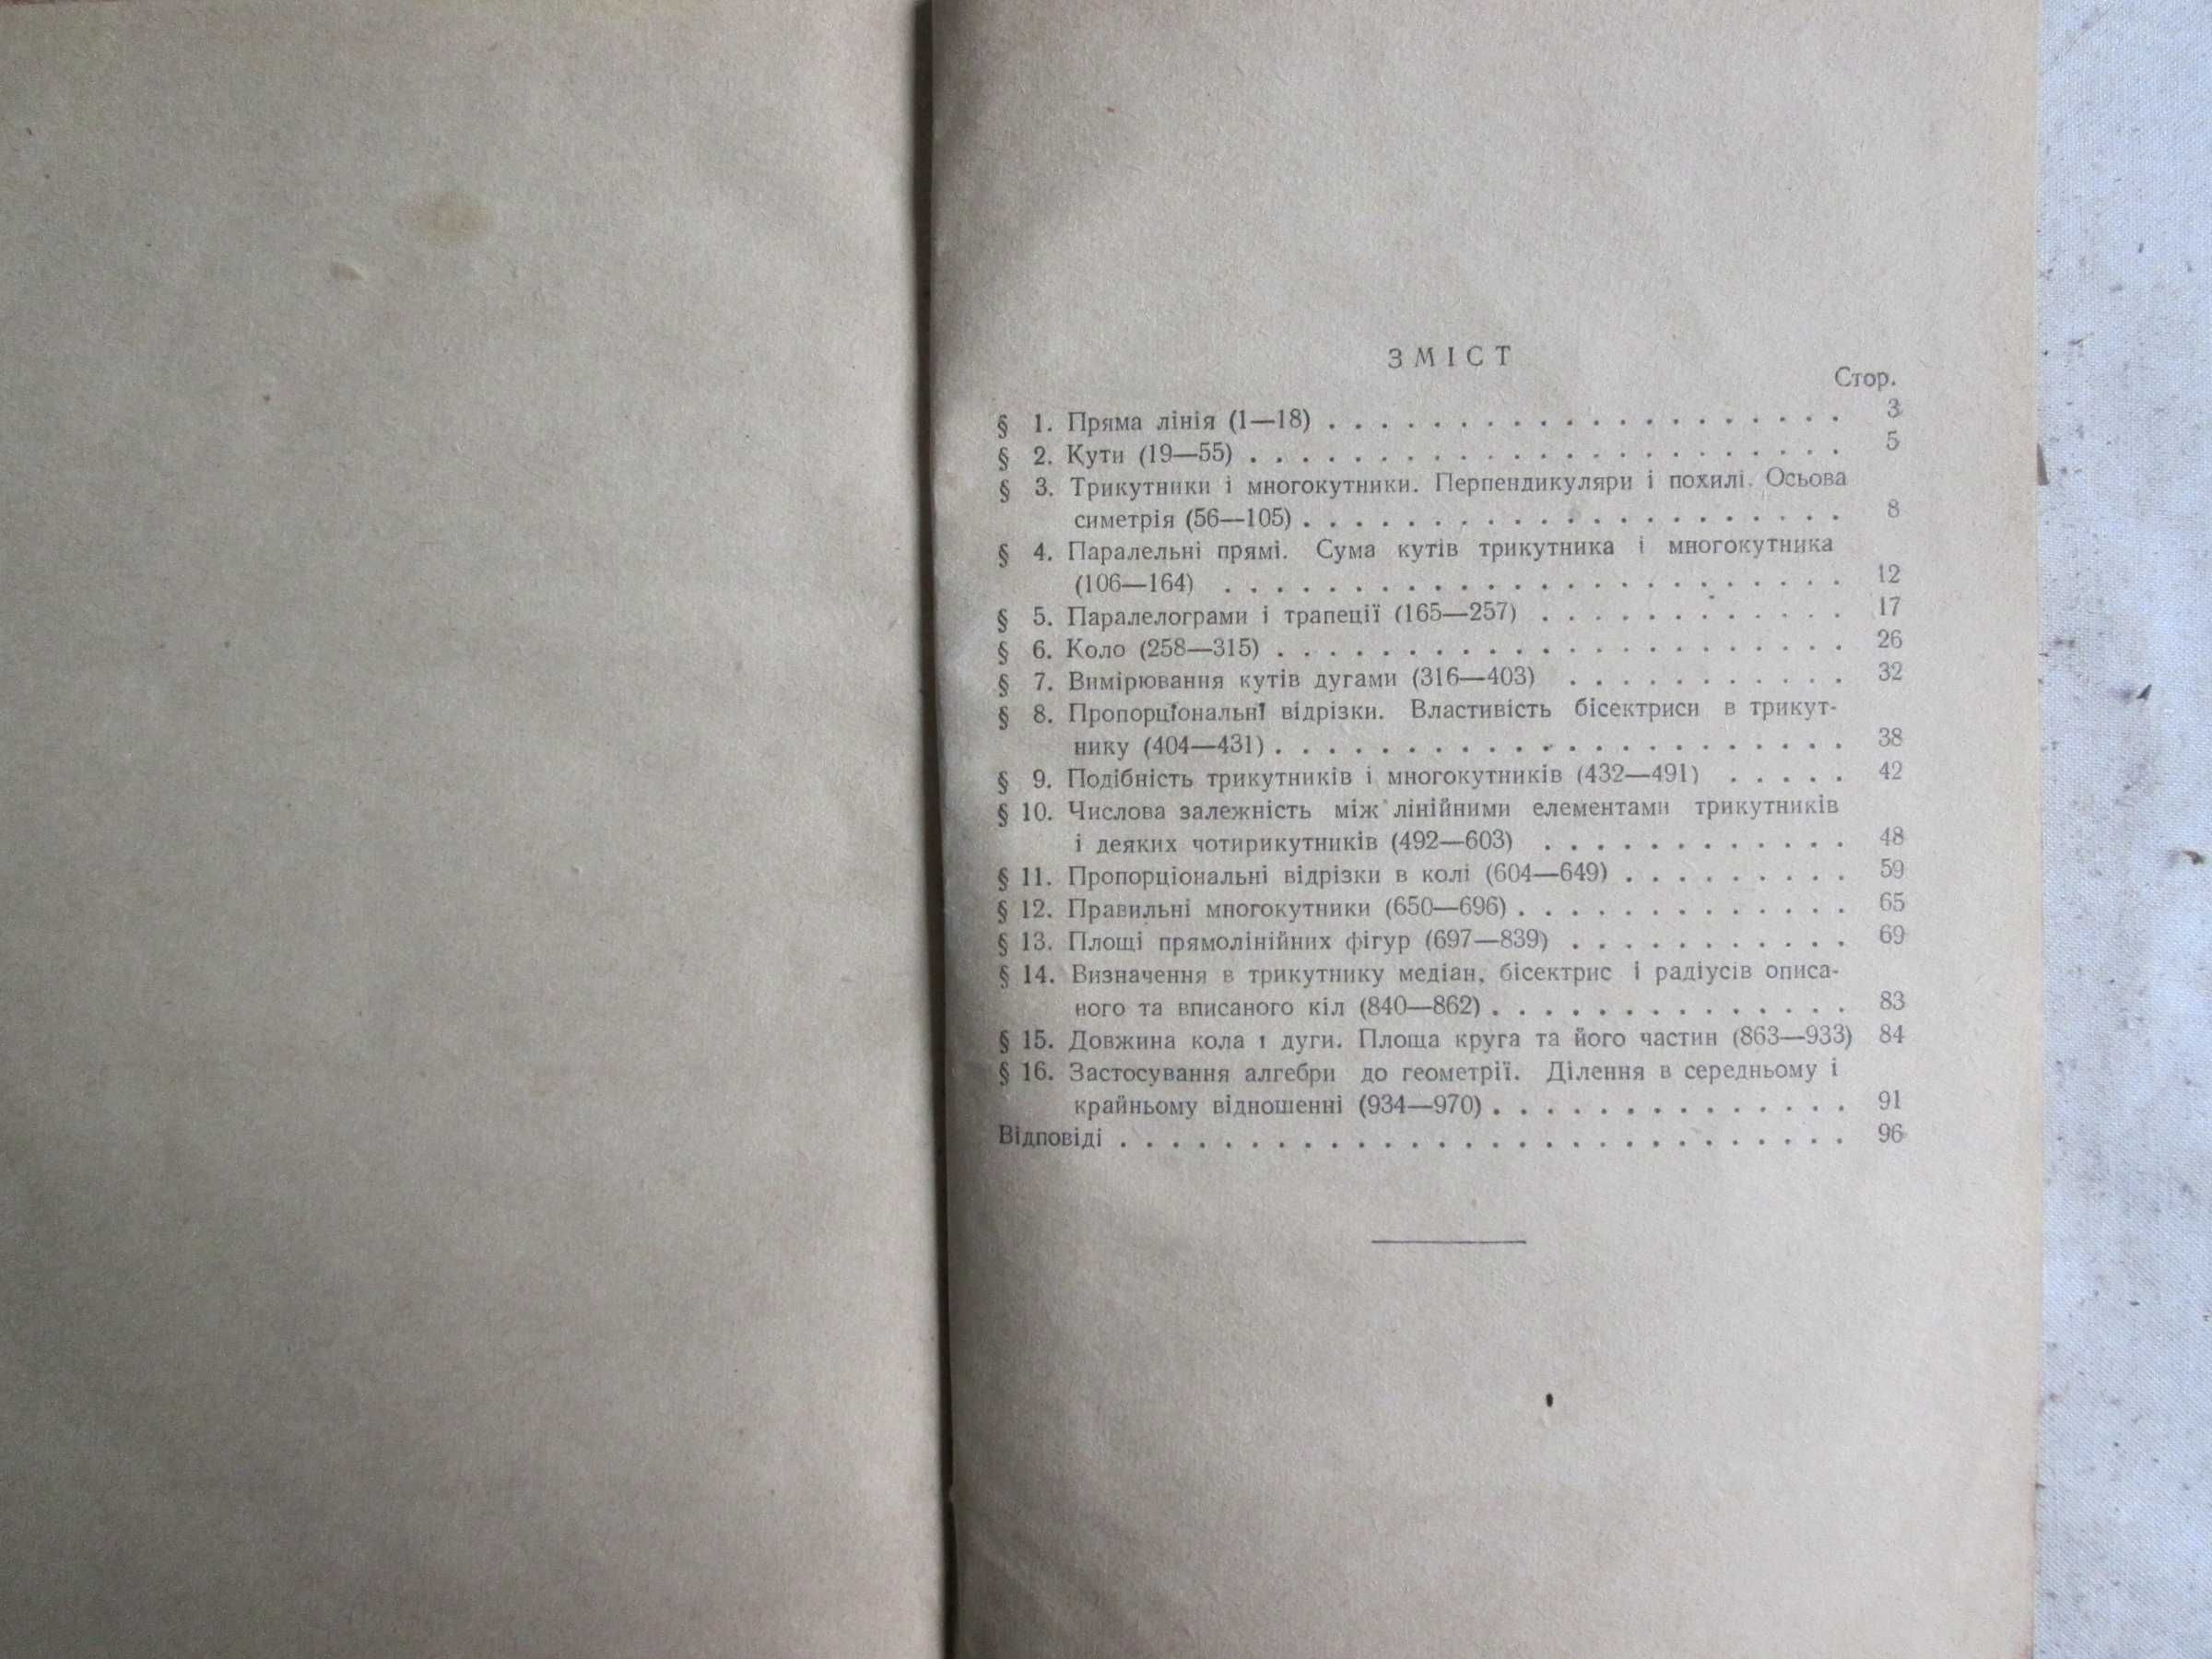 ЗМІСТ
Стор.
§ 1. Пряма лінія (1—18) . . . . . . . . . . . . . . . . . . . . 3
§ 2. Кути (19—55) . . . . . . . . . . . . . . . . . . . . . . . 5
§ 3. Трикутники і многокутники. Перпендикуляри і похилі. Осьова
симетрія (56—105) . . . . . . . . . . . . . . . . . . . . . 8
§ 4. Паралельні прямі. Сума кутів трикутника і многокутника
(106—164) . . . . . . . . . . . . . . . . . . . . . . . . 12
§ 5. Паралелограми і трапеції (165—257) . . . . . . . . . . . . 17
§ 6. Коло (258—315) . . . . . . . . . . . . . . . . . . . . . . 26
§ 7. Вимірювання кутів дугами (316—403) . . . . . . . . . . . 32
§ 8. Пропорціональні відрізки. Властивість бісектриси в трикут-
нику (404—431) . . . . . . . . . . . . . . . . . . . . . . 38
§ 9. Подібність трикутників і многокутників (432—491) . . . . . 42
§ 10. Числова залежність між лінійними елементами трикутників
і деяких чотирикутників (492—603) . . . . . . . . . . . . 48
§ 11. Пропорціональні відрізки в колі (604—649) . . . . . . . . . 59
§ 12. Правильні многокутники (650—696) . . . . . . . . . . . . . 65
§ 13. Площі прямолінійних фігур (697—839) . . . . . . . . . . . 69
§ 14. Визначення в трикутнику медіан, бісектрис і радіусів описа-
ного та вписаного кіл (840—862) . . . . . . . . . . . . . . 83
§ 15. Довжина кола і дуги. Площа круга та його частин (863—933) 84
§ 16. Застосування алгебри до геометрії. Ділення в середньому і
крайньому відношенні (934—970) . . . . . . . . . . . . . . 91
Відповіді . . . . . . . . . . . . . . . . . . . . . . . . . . . . 96